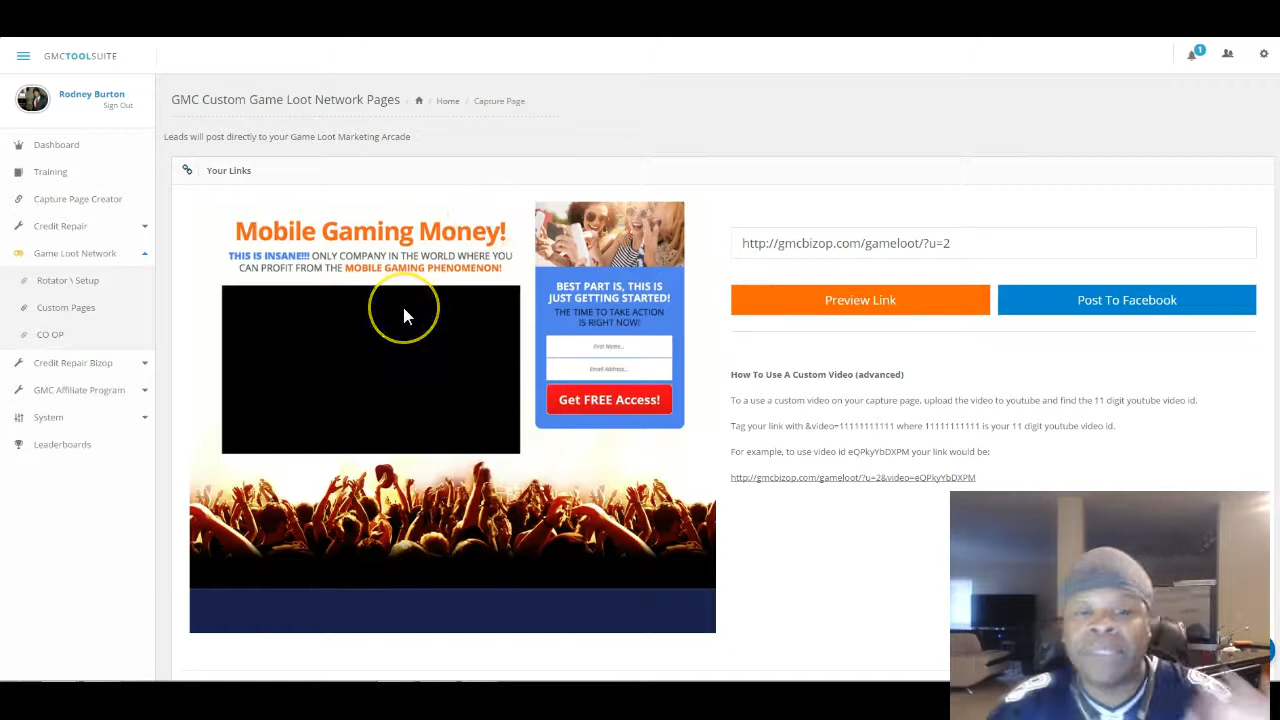 GMCTOOLSUITE
1
Rodney Burton
Sign Out
Dashboard
Training
Capture Page Creator
Credit Repair
Game Loot Network
Rotator \ Setup
Custom Pages
CO OP
Credit Repair Bizop
GMC Affiliate Program
System
Leaderboards
GMC Custom Game Loot Network Pages / Home / Capture Page
Leads will post directly to your Game Loot Marketing Arcade
Your Links
Mobile Gaming Money!
THIS IS INSANE!!! ONLY COMPANY IN THE WORLD WHERE YOU
CAN PROFIT FROM THE MOBILE GAMING PHENOMENON!
BEST PART IS, THIS IS
JUST GETTING STARTED!
THE TIME TO TAKE ACTION
IS RIGHT NOW!
First Name...
Email Address...
Get FREE Access!
http://gmcbizop.com/gameloot/?u=2
Preview Link
Post To Facebook
How To Use A Custom Video (advanced)
To a use a custom video on your capture page, upload the video to youtube and find the 11 digit youtube video id.
Tag your link with &video=11111111111 where 11111111111 is your 11 digit youtube video id.
For example, to use video id eQPkyYbDXPM your link would be:
http://gmcbizop.com/gameloot/?u=2&video=eQPkyYbDXPM